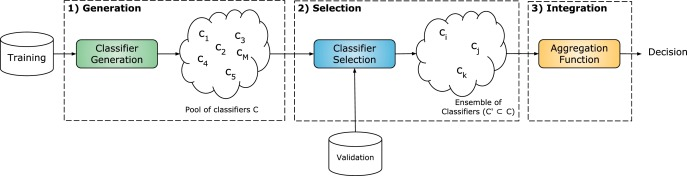 1) Generation
2) Selection
3) Integration
Training
Classifier
Generation
C1
C3
C2
CM
C4
C5
Pool of classifiers C
Classifier
Selection
Ci
Cj
Ck
Ensemble of
Classifiers (C' ⊂ C)
Validation
Aggregation
Function
Decision